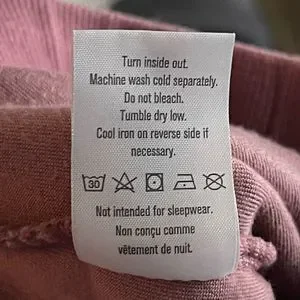 Turn inside out.
Machine wash cold separately.
Do not bleach.
Tumble dry low.
Cool iron on reverse side if
necessary.
30
Not intended for sleepwear.
Non conçu comme
vêtement de nuit.